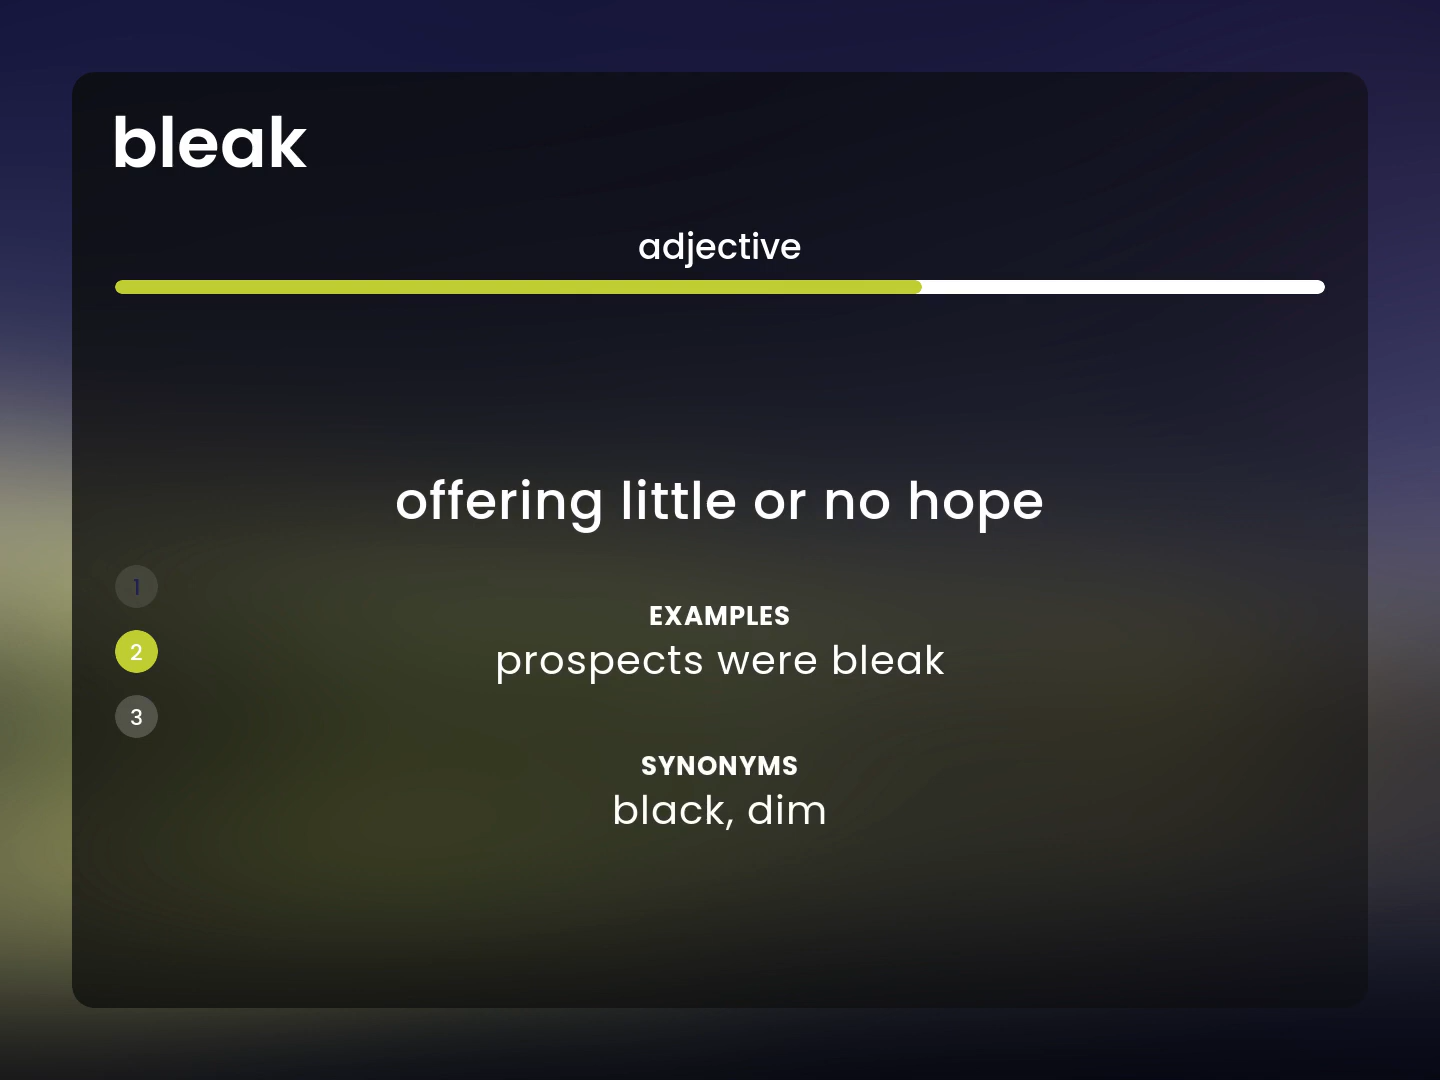 bleak
adjective
offering little or no hope
1
2
3
EXAMPLES
prospects were bleak
SYNONYMS
black, dim